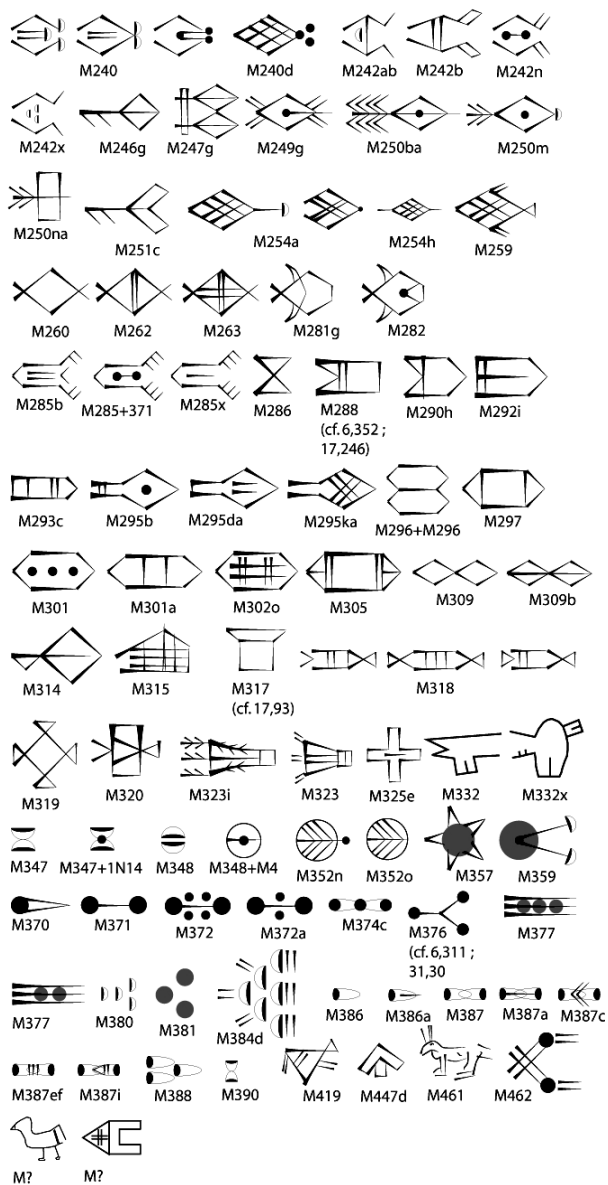 M240 M240d M242ab M242b M242n
M242x M246g M247g M249g M250ba M250m
M250na M251c M254a M254h M259
M260 M262 M263 M281g M282
M285b M285+371 M285x M286 M288 M290h M292i
(cf. 6,352 ;
17,246)
M293c M295b M295da M295ka M296+M296 M297
M301 M301a M302o M305 M309 M309b
M314 M315 M317 M318
(cf. 17,93)
M319 M320 M323i M323 M325e M332 M332x
M347 M347+1N14 M348 M348+M4 M352n M352o M357 M359
M370 M371 M372 M372a M374c M376 M377
(cf. 6,311 ;
31,30
M377 M380 M381 M384d M386 M386a M387 M387a M387c
M387ef M387i M388 M390 M419 M447d M461 M462
M? M?